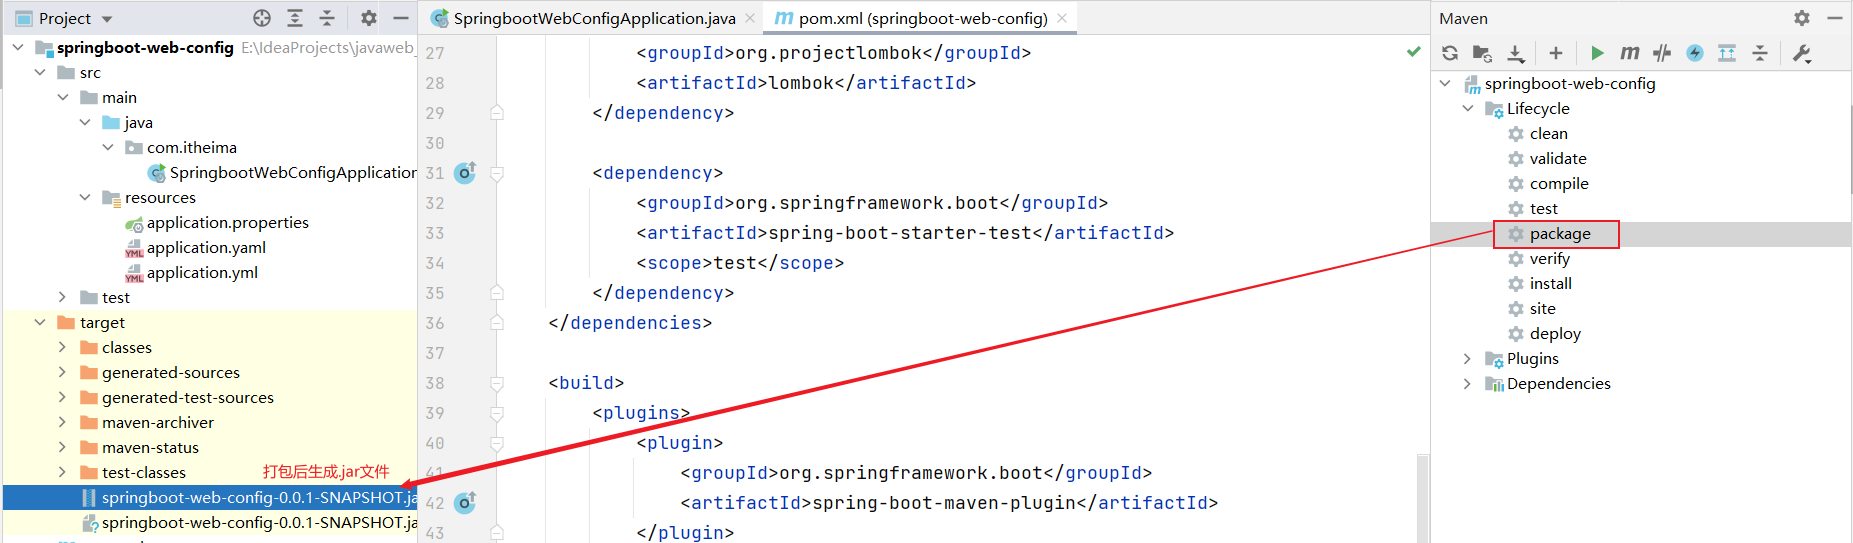 Project
springboot-web-config E:\IdeaProjects\javaweb_
src
main
java
com.itheima
SpringbootWebConfigApplication
resources
application.properties
application.yaml
application.yml
test
target
classes
generated-sources
generated-test-sources
maven-archiver
maven-status
test-classes
打包后生成.jar文件
springboot-web-config-0.0.1-SNAPSHOT.ja
springboot-web-config-0.0.1-SNAPSHOT.ja
SpringbootWebConfigApplication.java
pom.xml (springboot-web-config)
27 <groupId>org.projectlombok</groupId>
28 <artifactId>lombok</artifactId>
29 </dependency>
30
31 <dependency>
32 <groupId>org.springframework.boot</groupId>
33 <artifactId>spring-boot-starter-test</artifactId>
34 <scope>test</scope>
35 </dependency>
36 </dependencies>
37
38 <build>
39 <plugins>
40 <plugin>
41 <groupId>org.springframework.boot</groupId>
42 <artifactId>spring-boot-maven-plugin</artifactId>
43 </plugin>
Maven
springboot-web-config
Lifecycle
clean
validate
compile
test
package
verify
install
site
deploy
Plugins
Dependencies